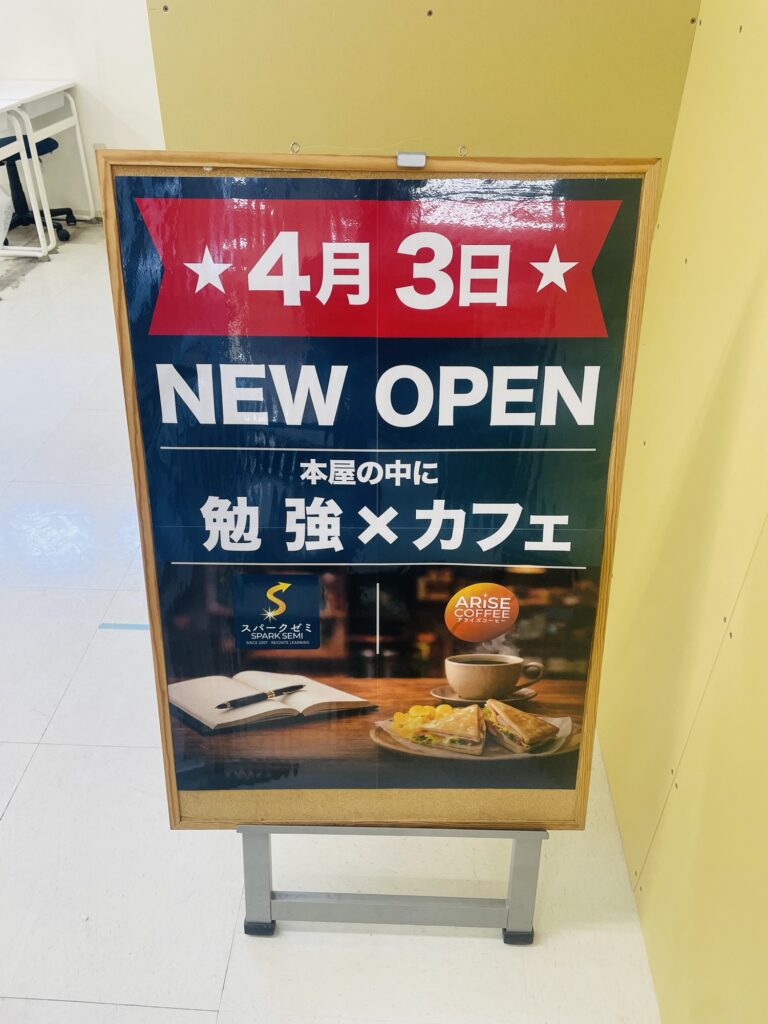 ★4月3日★
NEW OPEN
本屋の中に
勉強×カフェ
スパークゼミ
SPARK SEMI
ARiSE
COFFEE
アライズコーヒー